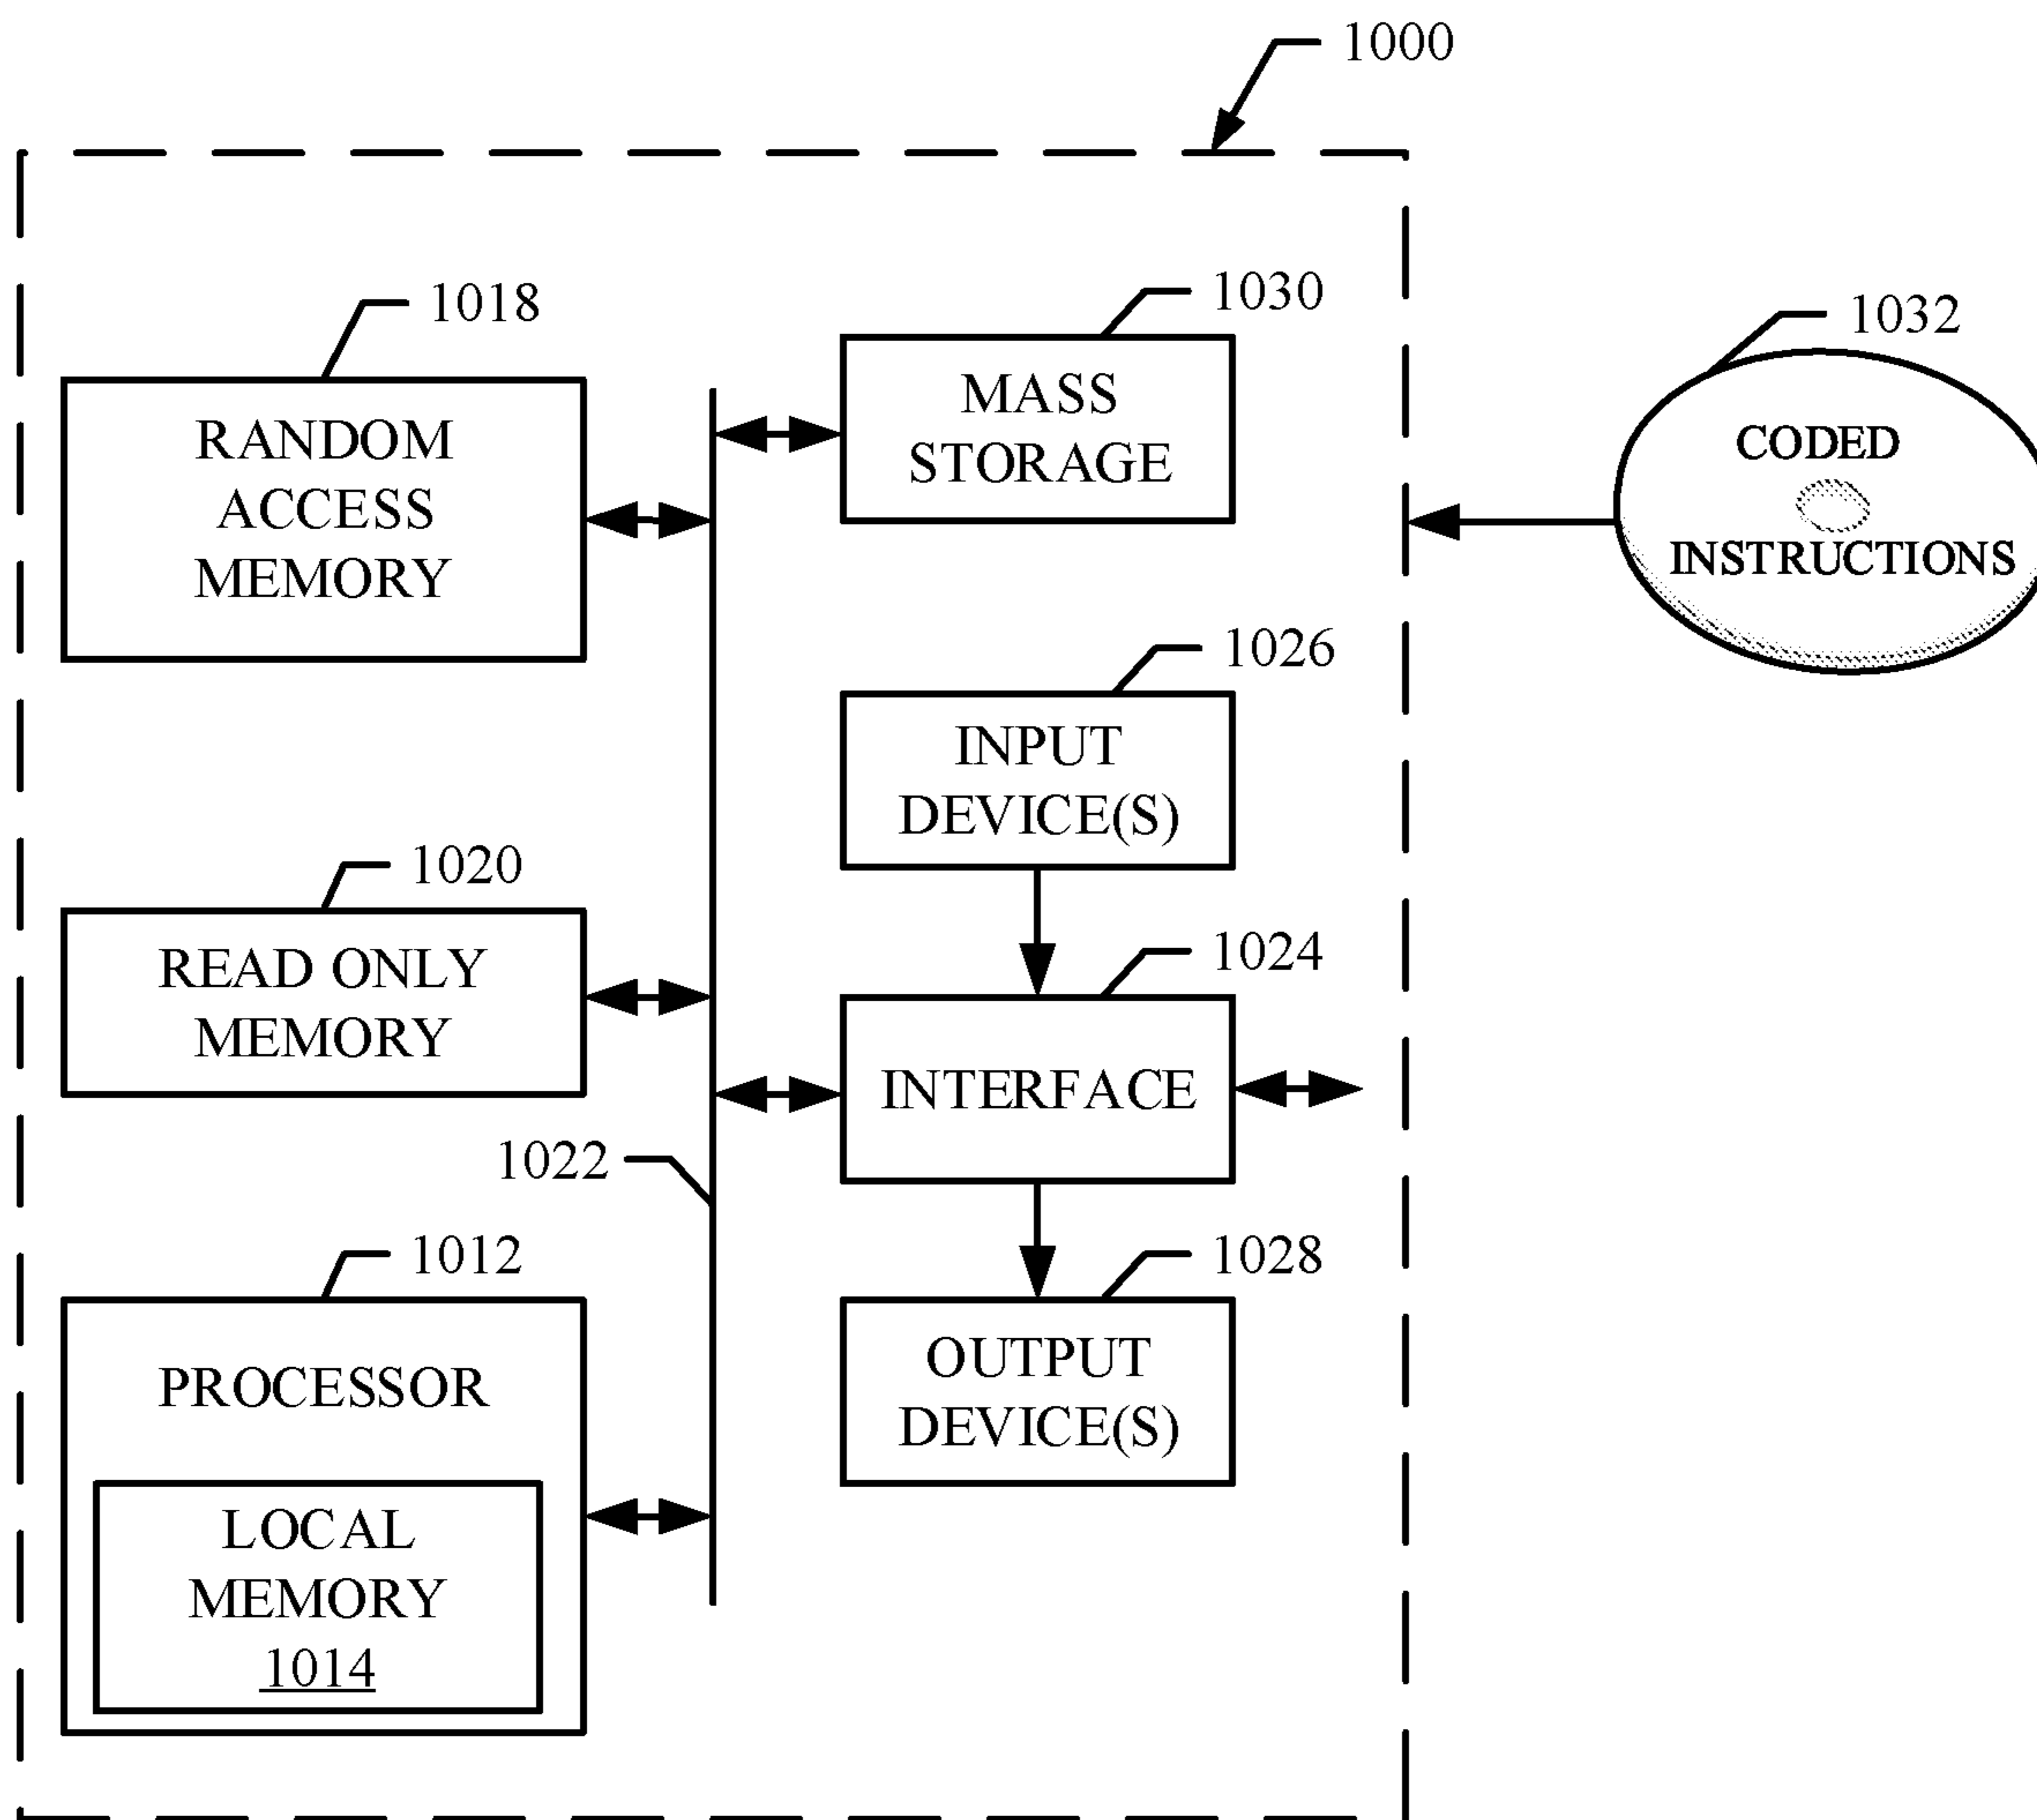 1000
1018
RANDOM
ACCESS
MEMORY
1030
MASS
STORAGE
1032
CODED
INSTRUCTIONS
1026
INPUT
DEVICE(S)
1020
READ ONLY
MEMORY
1024
INTERFACE
1022
1012
PROCESSOR
LOCAL
MEMORY
1014
1028
OUTPUT
DEVICE(S)